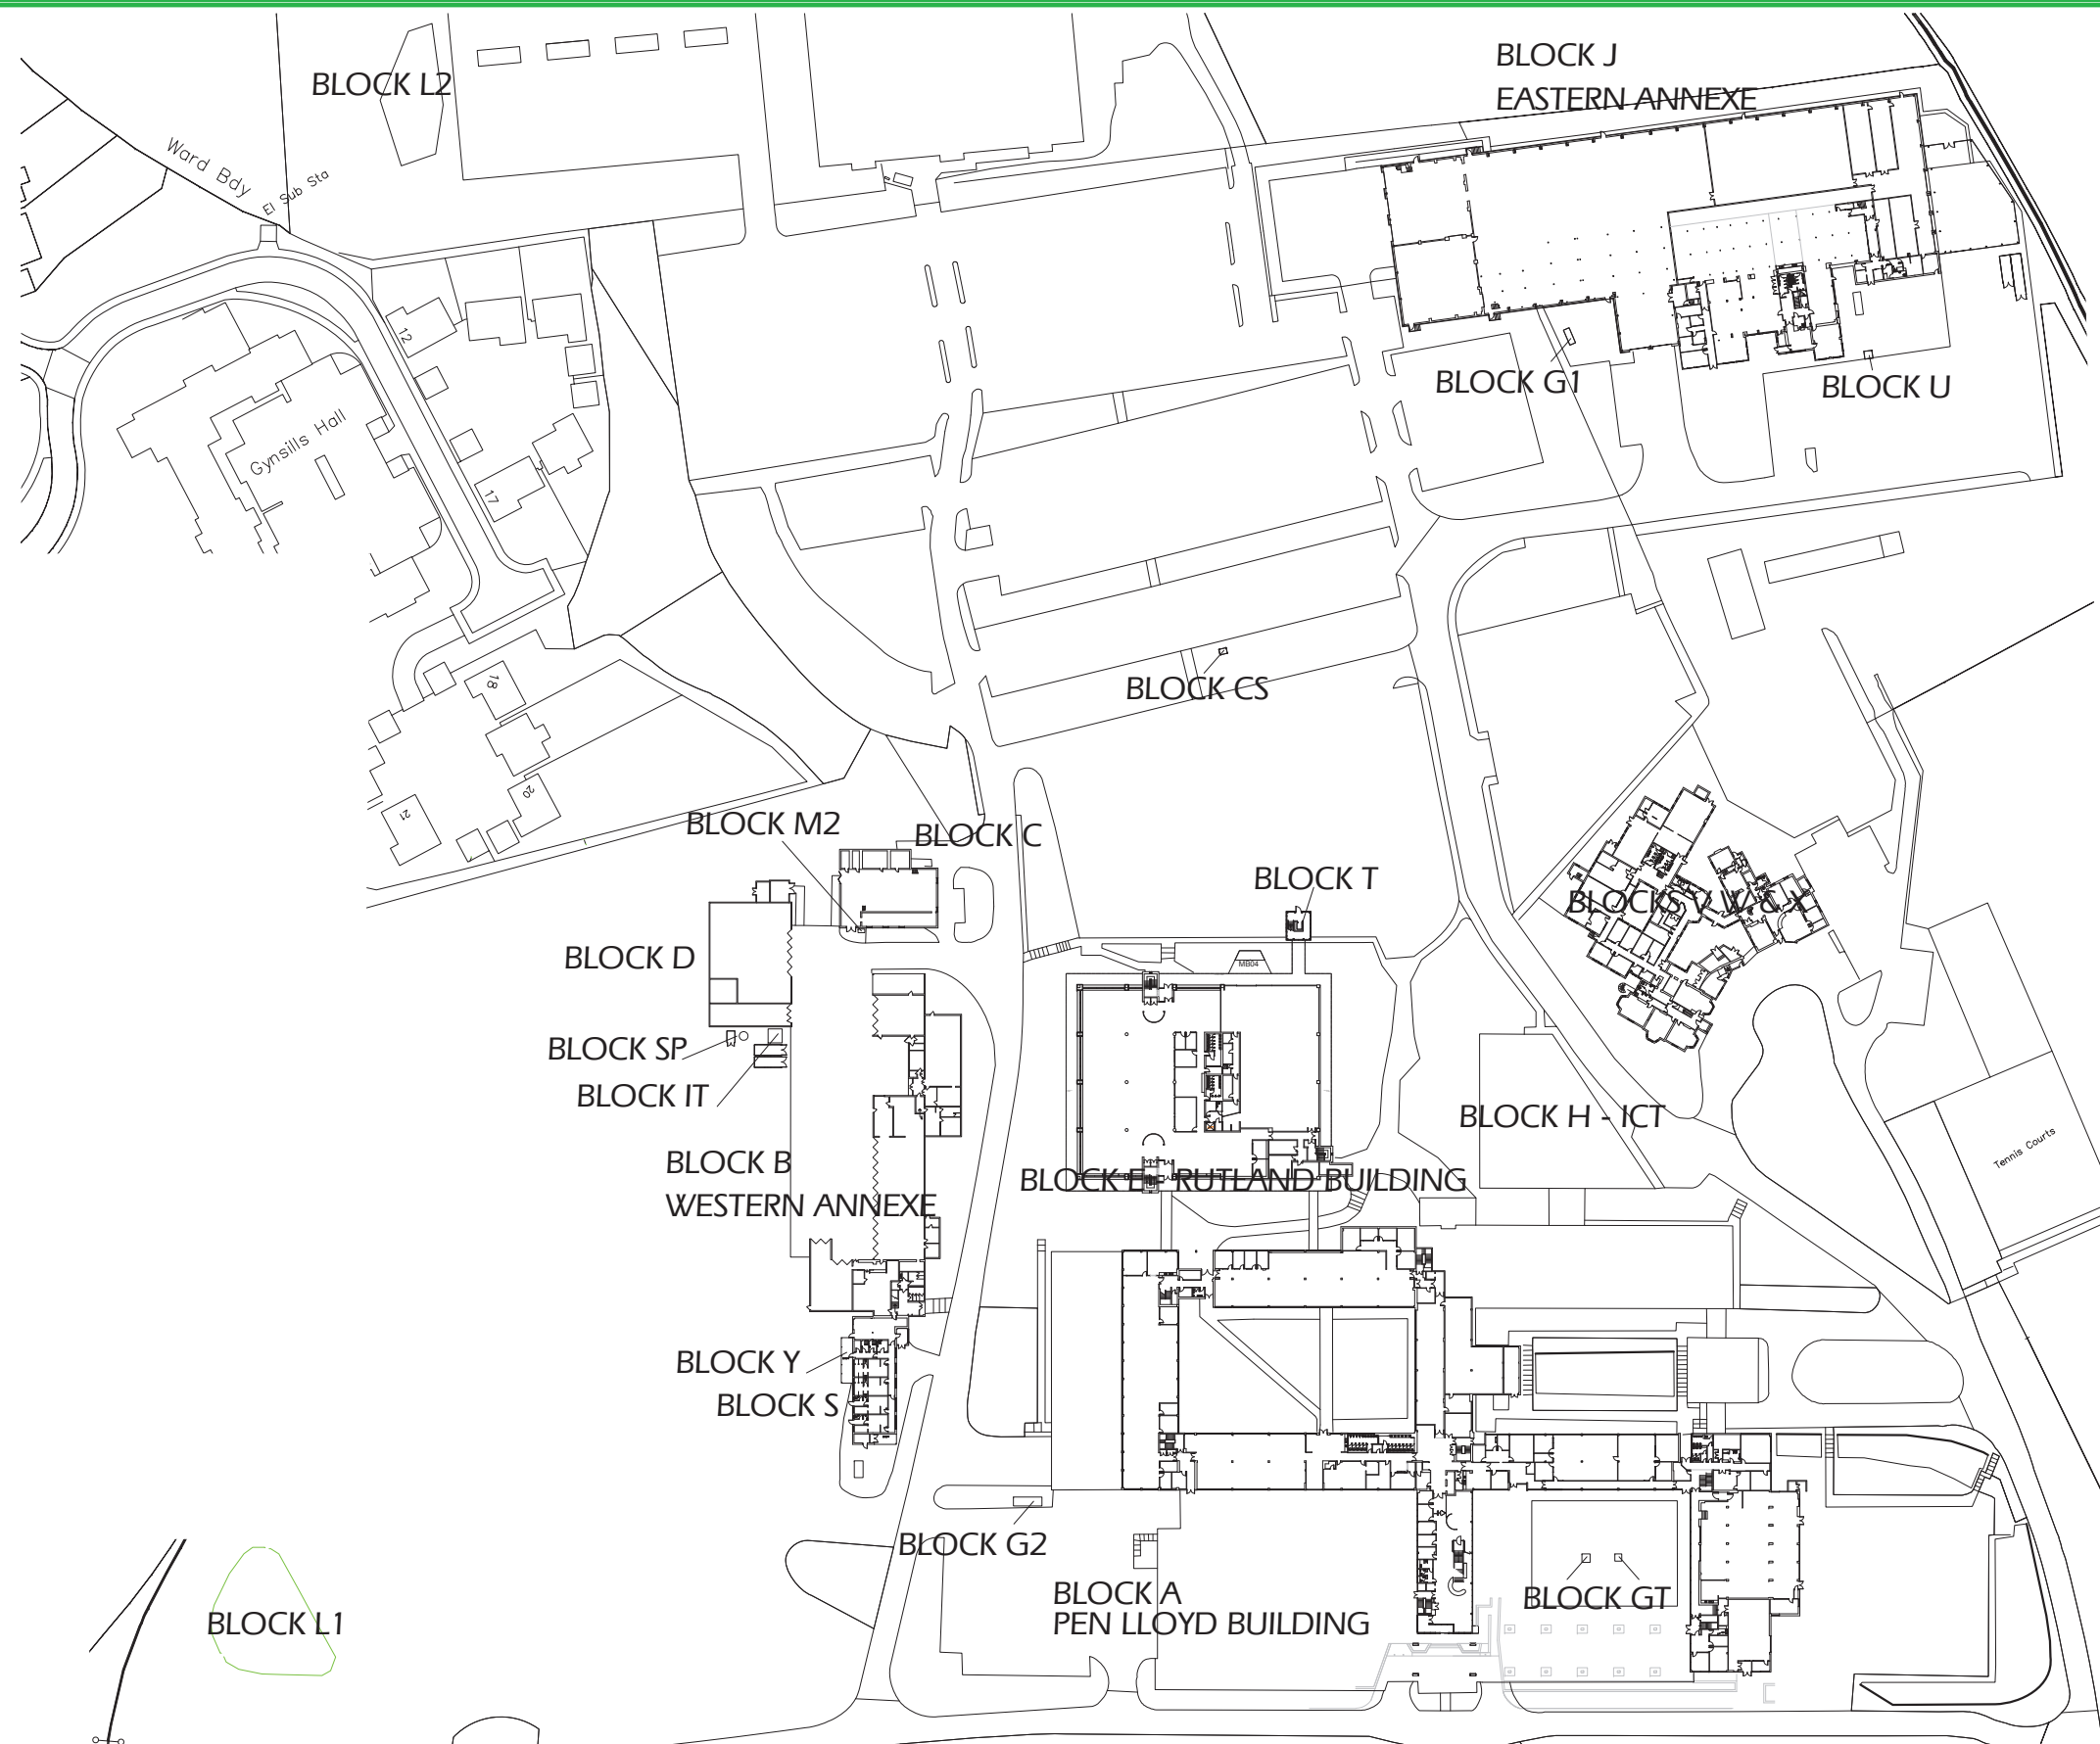 BLOCK J
EASTERN ANNEXE
BLOCK L2
Ward Bdy
El Sub Sta
12
BLOCK G1
BLOCK U
Gynsills Hall
17
18
BLOCK CS
20
21
BLOCK M2
BLOCK C
BLOCK T
BLOCKS V W & X
BLOCK D
MB04
BLOCK SP
BLOCK IT
BLOCK H - ICT
Tennis Courts
BLOCK B
WESTERN ANNEXE
BLOCK E - RUTLAND BUILDING
BLOCK Y
BLOCK S
BLOCK G2
BLOCK A
PEN LLOYD BUILDING
BLOCK GT
BLOCK L1